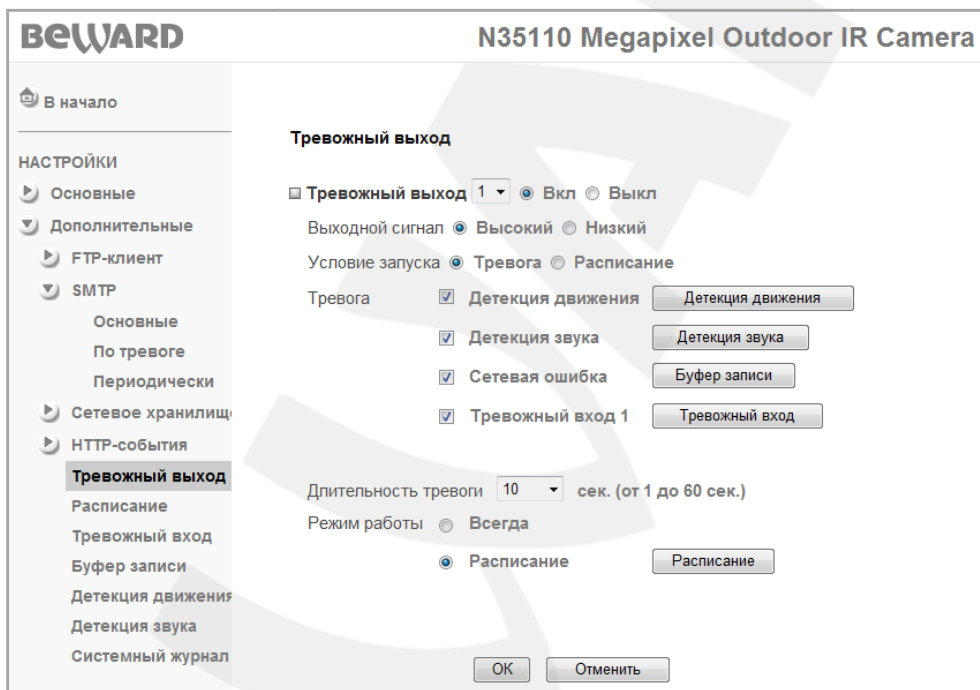 BEWARD
N35110 Megapixel Outdoor IR Camera
В начало
НАСТРОЙКИ
Основные
Дополнительные
FTP-клиент
SMTP
Основные
По тревоге
Периодически
Сетевое хранилищ
HTTP-события
Тревожный выход
Расписание
Тревожный вход
Буфер записи
Детекция движения
Детекция звука
Системный журнал
Тревожный выход
Тревожный выход 1 Вкл Выкл
Выходной сигнал Высокий Низкий
Условие запуска Тревога Расписание
Тревога Детекция движения Детекция движения
Детекция звука Детекция звука
Сетевая ошибка Буфер записи
Тревожный вход 1 Тревожный вход
Длительность тревоги 10 сек. (от 1 до 60 сек.)
Режим работы Всегда
Расписание Расписание
OK Отменить